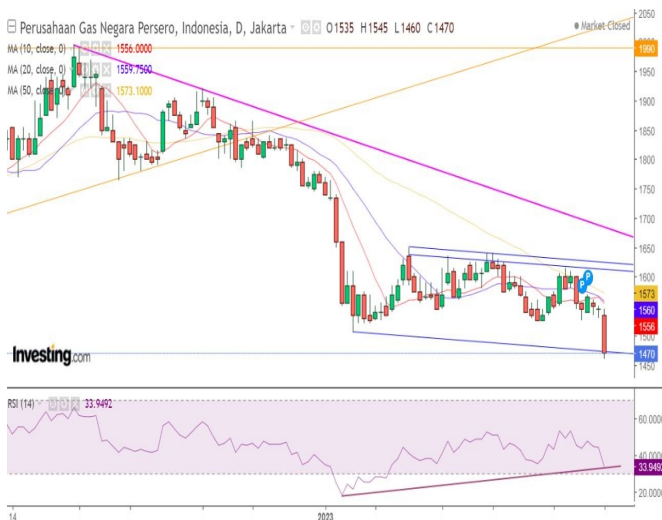 Perusahaan Gas Negara Persero, Indonesia, D, Jakarta O1535 H1545 L1460 C1470
Market Closed
MA (10, close, 0) 1556.0000
MA (20, close, 0) 1559.7500
MA (50, close, 0) 1573.1000
2050
2000
1990
1950
1900
1850
1800
1750
1700
1650
1600
1573
1560
1556
1500
1470
1450
P
P
Investing.com
RSI (14) 33.9492
60.0000
40.0000
33.9492
20.0000
14
2023